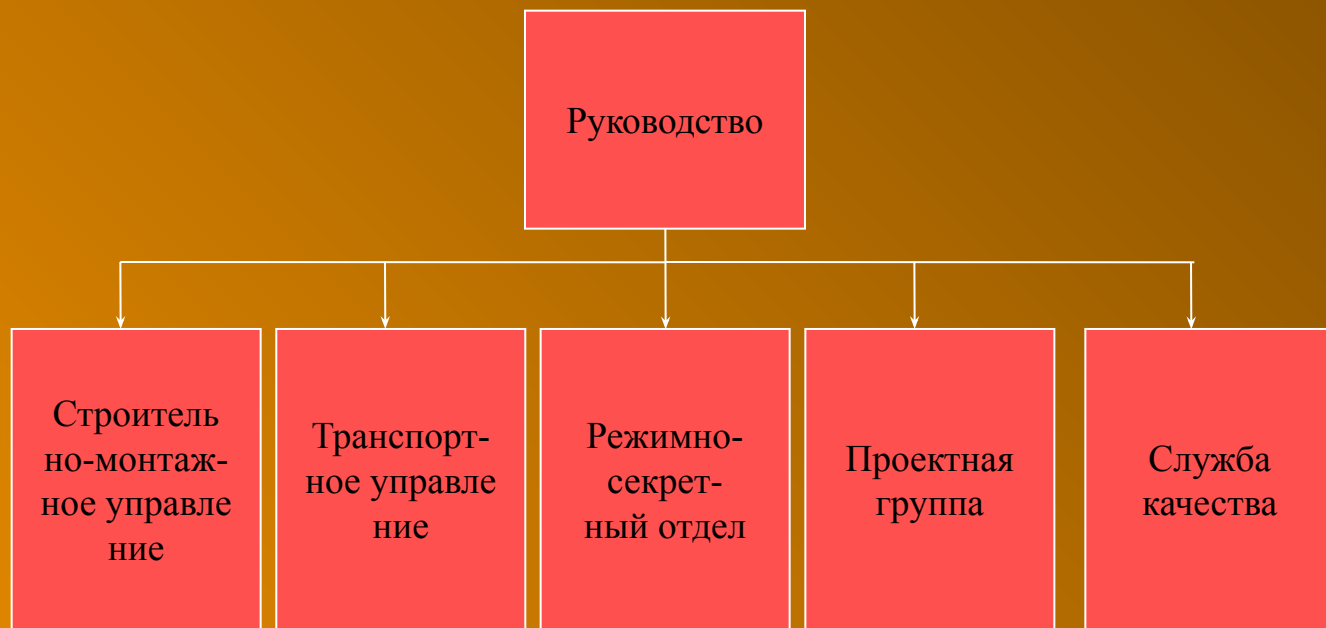 Руководство
Строитель
но-монтаж-
ное управле
ние
Транспорт-
ное управле
ние
Режимно-
секрет-
ный отдел
Проектная
группа
Служба
качества